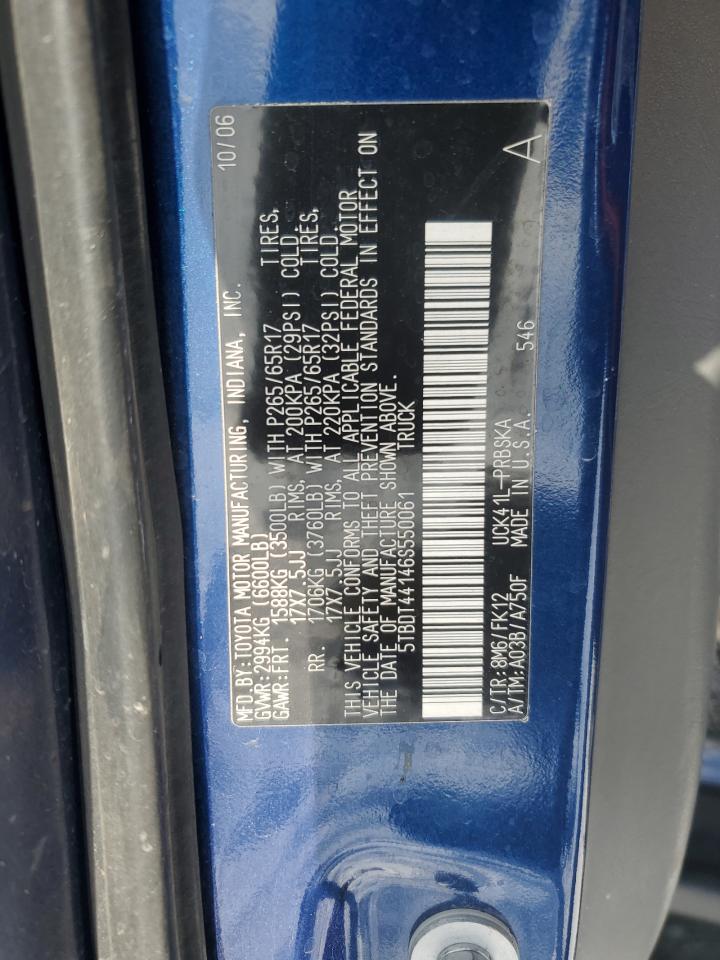 MFD.BY:TOYOTA MOTOR MANUFACTURING, INDIANA, INC. 10/06
GVWR:2994KG (6600LB)
GAWR:FRT. 1588KG (3500LB) WITH P265/65R17 TIRES,
17X7.5JJ RIMS, AT 200KPA (29PSI) COLD.
RR. 1706KG (3760LB) WITH P265/65R17 TIRES,
17X7.5JJ RIMS, AT 220KPA (32PSI) COLD.
THIS VEHICLE CONFORMS TO ALL APPLICABLE FEDERAL MOTOR
VEHICLE SAFETY AND THEFT PREVENTION STANDARDS IN EFFECT ON
THE DATE OF MANUFACTURE SHOWN ABOVE.
5TBDT44146S550061 TRUCK
C/TR:8M6/FK12 UCK41L-PRBSKA
A/TM:A03B/A750F MADE IN U.S.A. 546
A